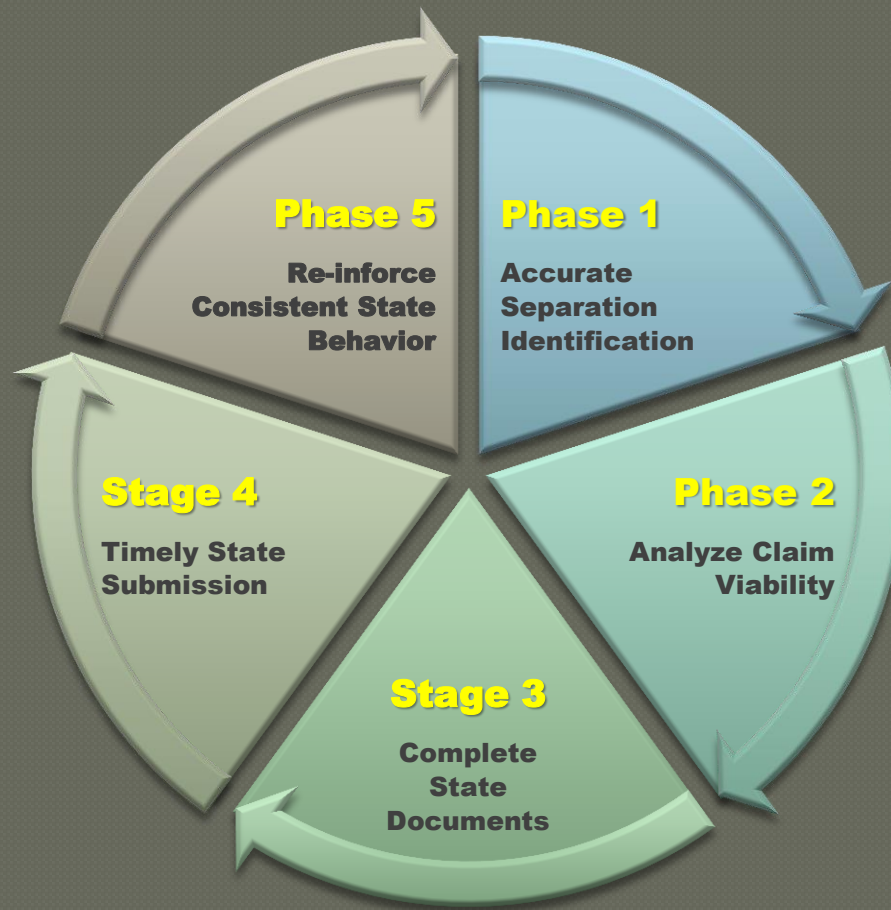 Phase 1
Accurate
Separation
Identification
Phase 2
Analyze Claim
Viability
Stage 3
Complete
State
Documents
Stage 4
Timely State
Submission
Phase 5
Re-inforce
Consistent State
Behavior